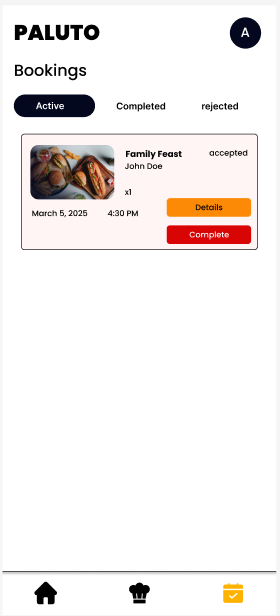 PALUTO
A
Bookings
Active Completed rejected
Family Feast accepted
John Doe
x1
March 5, 2025 4:30 PM
Details
Complete